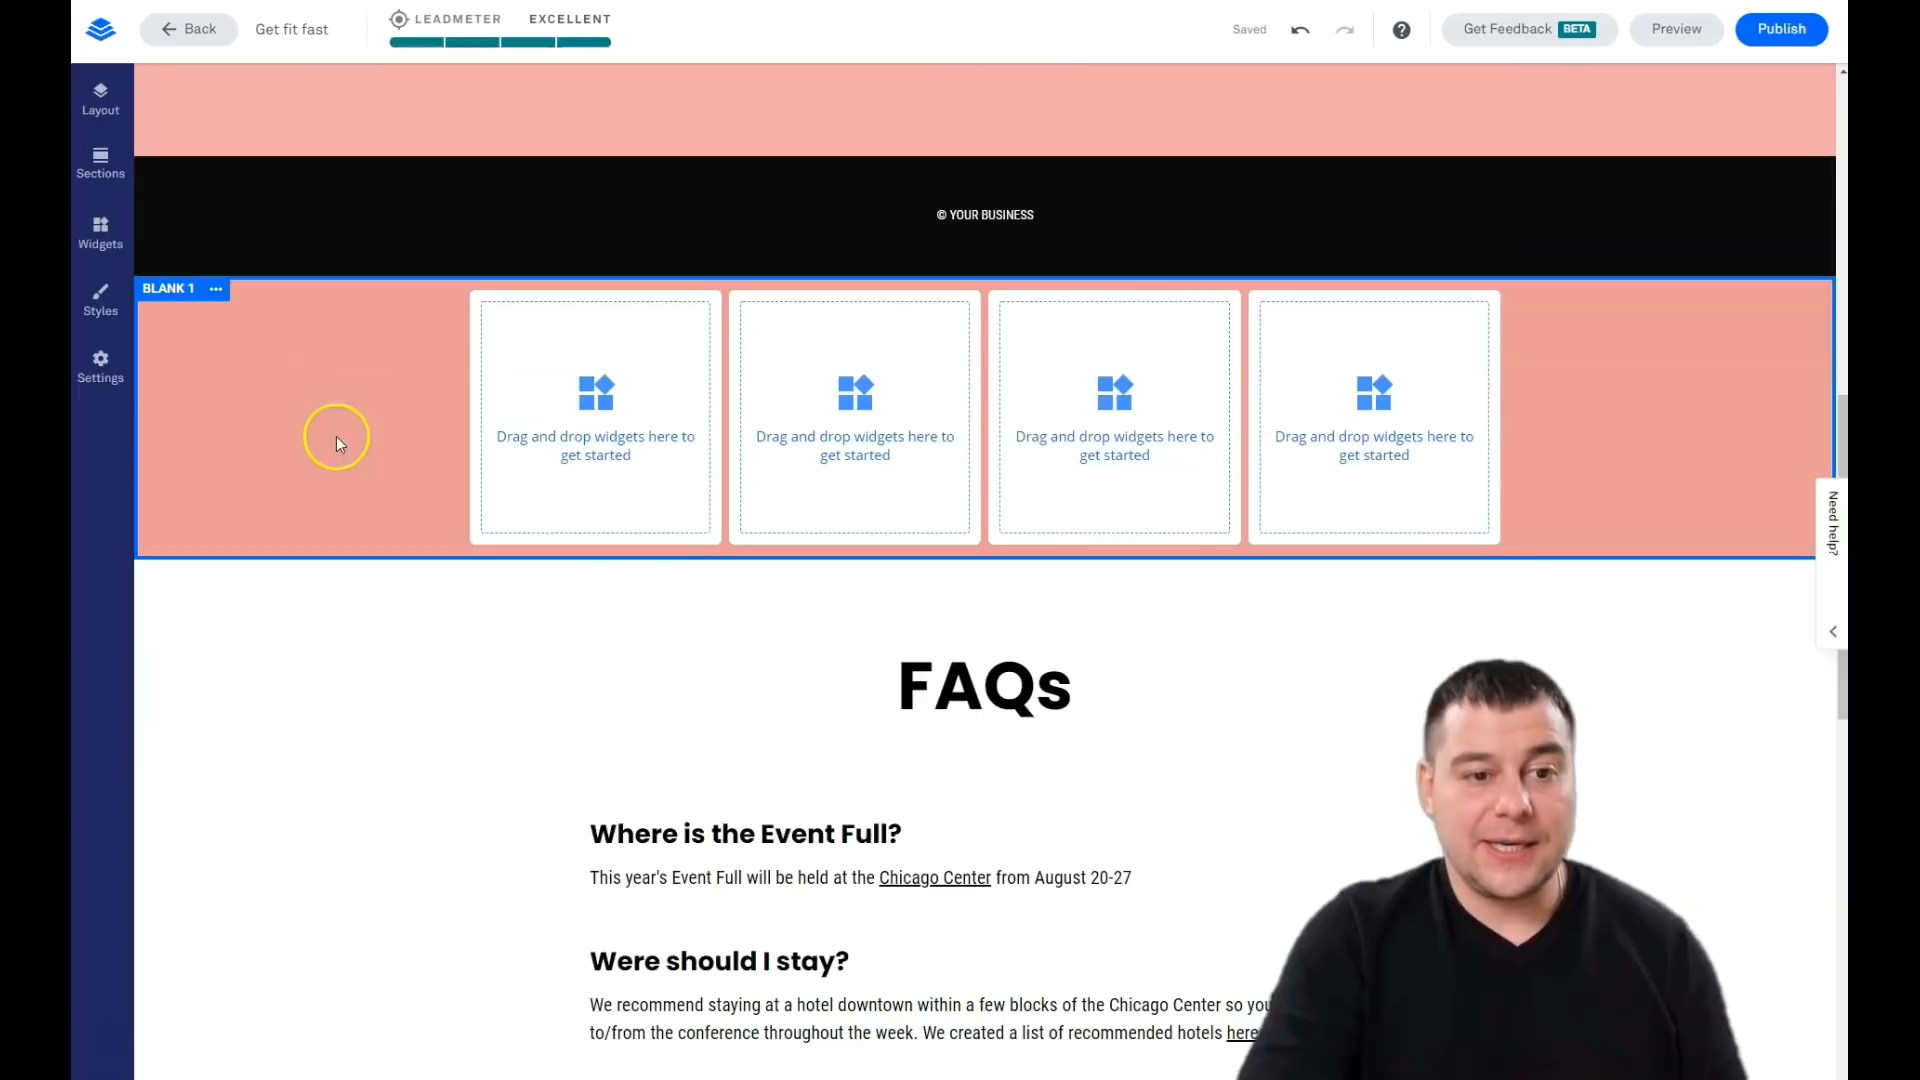 Back
Get fit fast
LEADMETER EXCELLENT
Saved
?
Get Feedback BETA
Preview
Publish
Layout
Sections
Widgets
Styles
Settings
© YOUR BUSINESS
BLANK 1 ...
Drag and drop widgets here to
get started
Drag and drop widgets here to
get started
Drag and drop widgets here to
get started
Drag and drop widgets here to
get started
Need help?
FAQs
Where is the Event Full?
This year's Event Full will be held at the Chicago Center from August 20-27
Were should I stay?
We recommend staying at a hotel downtown within a few blocks of the Chicago Center so you
to/from the conference throughout the week. We created a list of recommended hotels here